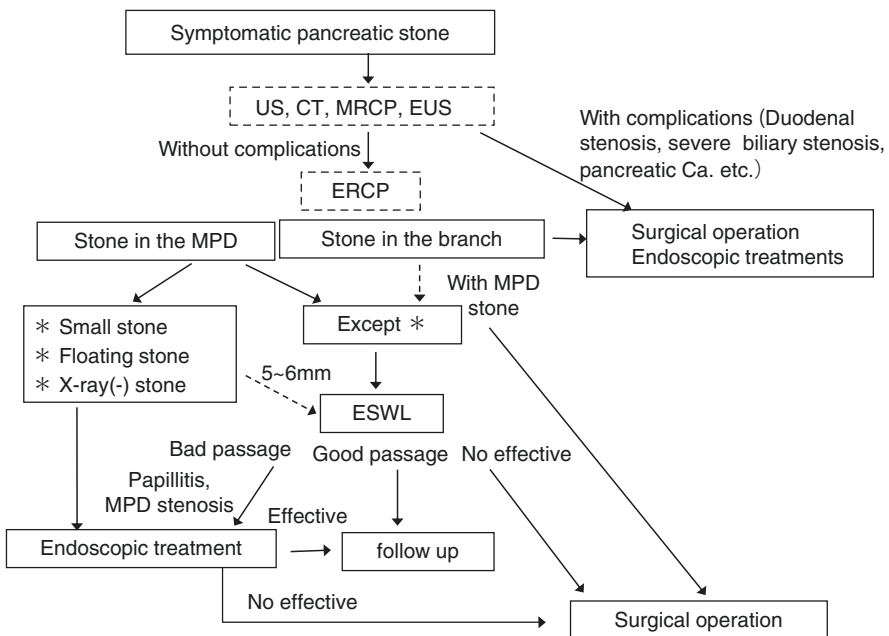 Symptomatic pancreatic stone
US, CT, MRCP, EUS
With complications (Duodenal
stenosis, severe biliary stenosis,
pancreatic Ca. etc.)
Without complications
ERCP
Stone in the MPD
Stone in the branch
Surgical operation
Endoscopic treatments
With MPD
stone
＊ Small stone
＊ Floating stone
＊ X-ray(-) stone
Except ＊
5~6mm
ESWL
Bad passage
Good passage
No effective
Papillitis,
MPD stenosis
Effective
Endoscopic treatment
follow up
No effective
Surgical operation